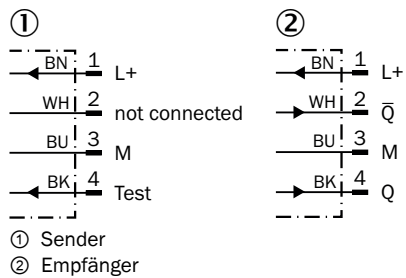 ① ②
BN 1 L+ BN 1 L+
WH 2 not connected WH 2 Q̅
BU 3 M BU 3 M
BK 4 Test BK 4 Q
① Sender
② Empfänger